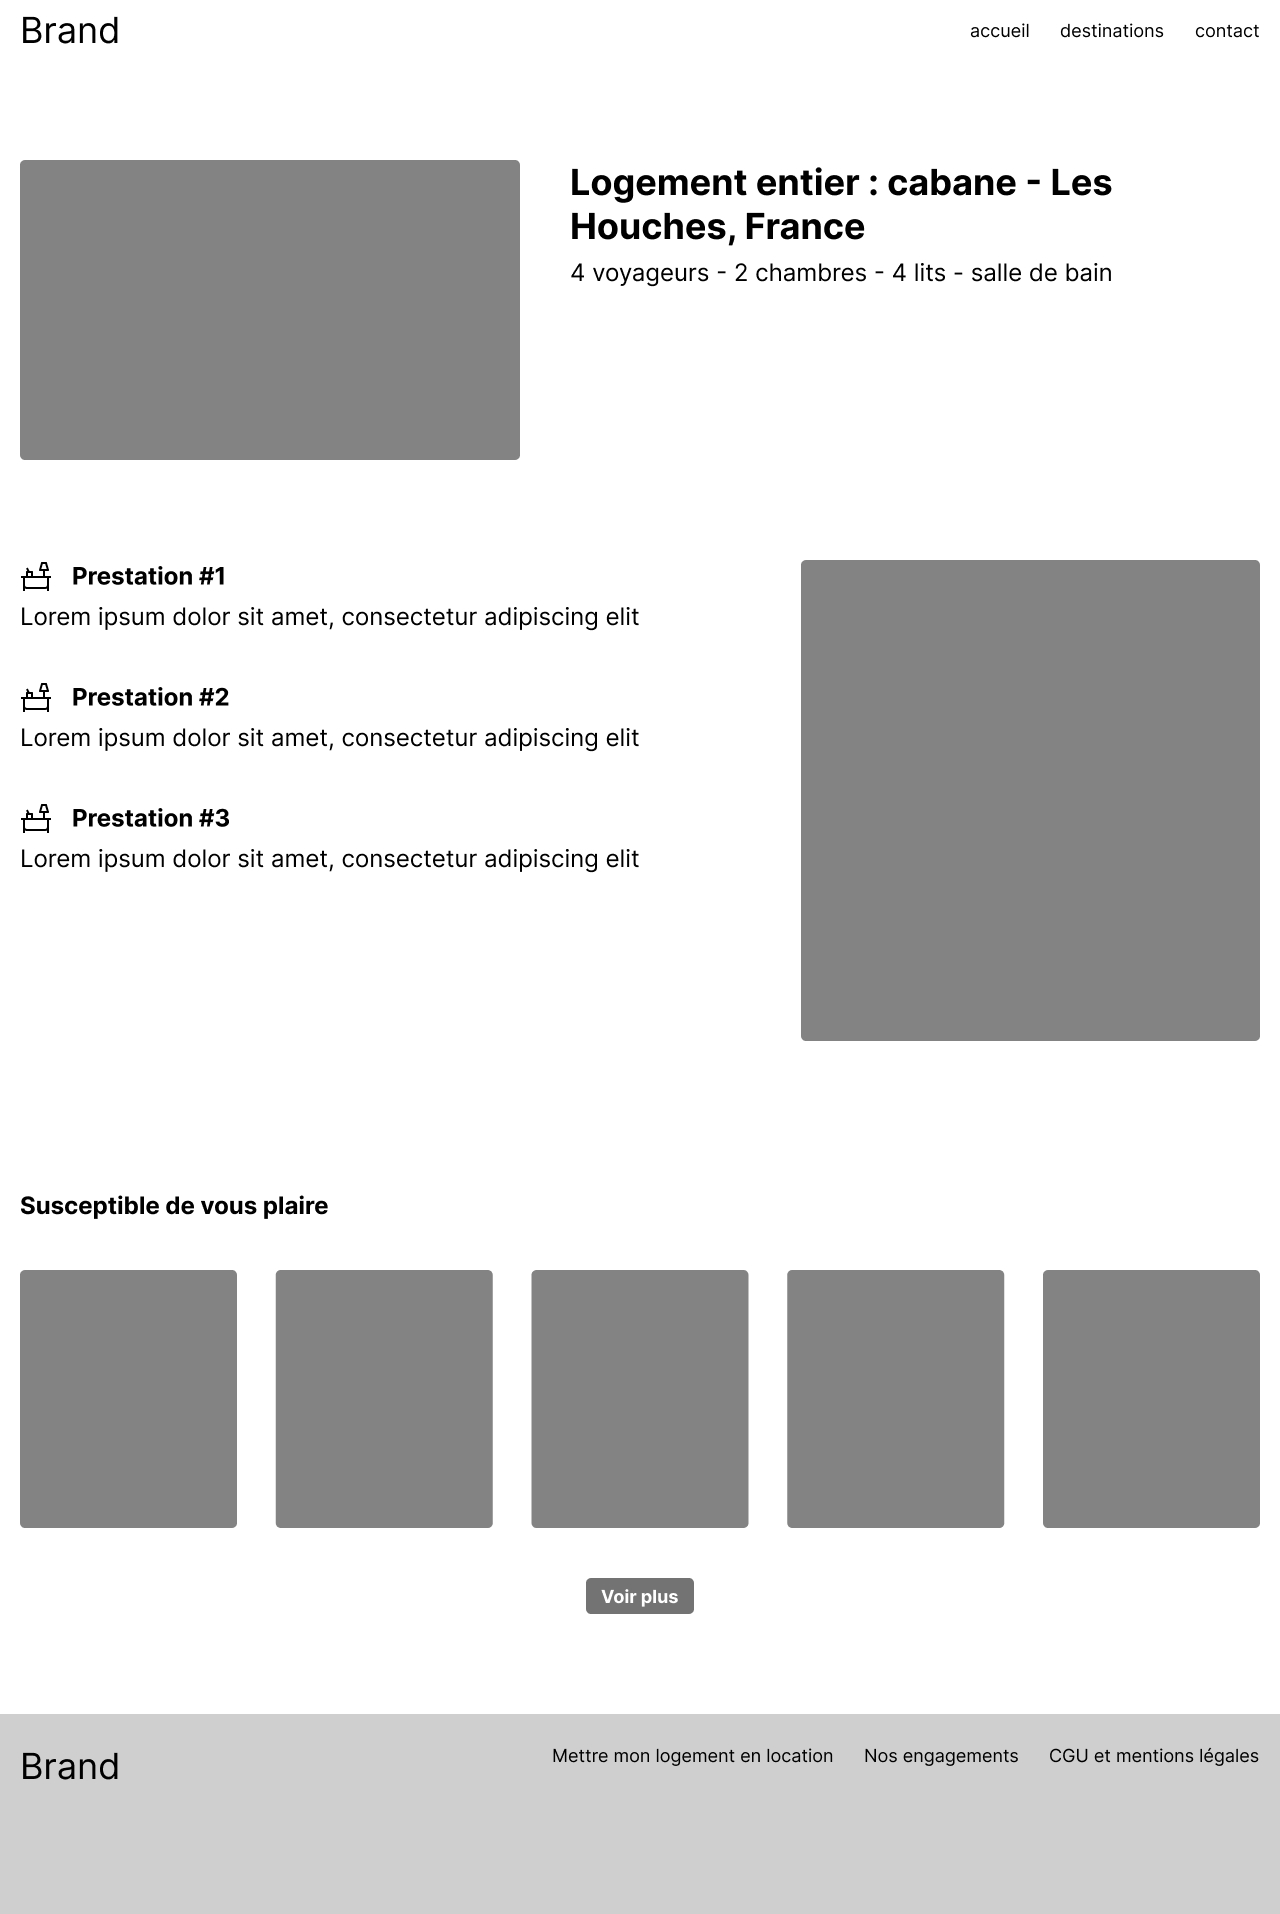 Brand
accueil destinations contact
Logement entier : cabane - Les
Houches, France
4 voyageurs - 2 chambres - 4 lits - salle de bain
Prestation #1
Lorem ipsum dolor sit amet, consectetur adipiscing elit
Prestation #2
Lorem ipsum dolor sit amet, consectetur adipiscing elit
Prestation #3
Lorem ipsum dolor sit amet, consectetur adipiscing elit
Susceptible de vous plaire
Voir plus
Brand
Mettre mon logement en location Nos engagements CGU et mentions légales